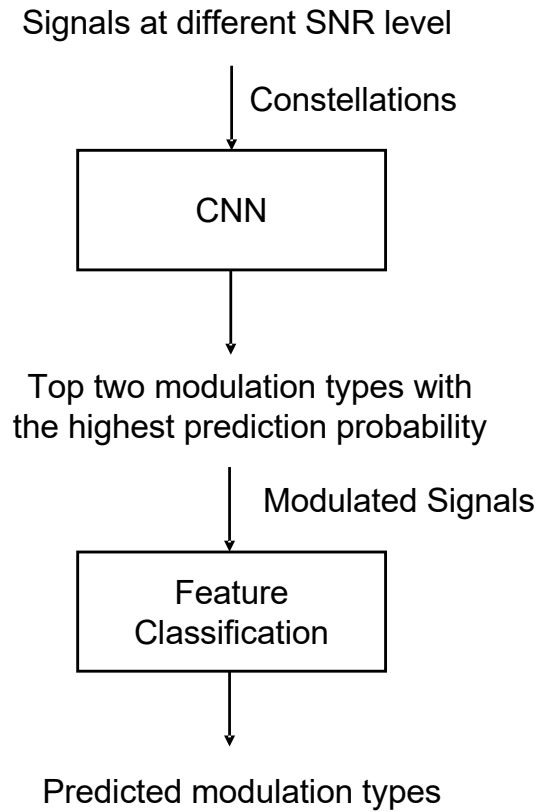 Signals at different SNR level
Constellations
CNN
Top two modulation types with
the highest prediction probability
Modulated Signals
Feature
Classification
Predicted modulation types